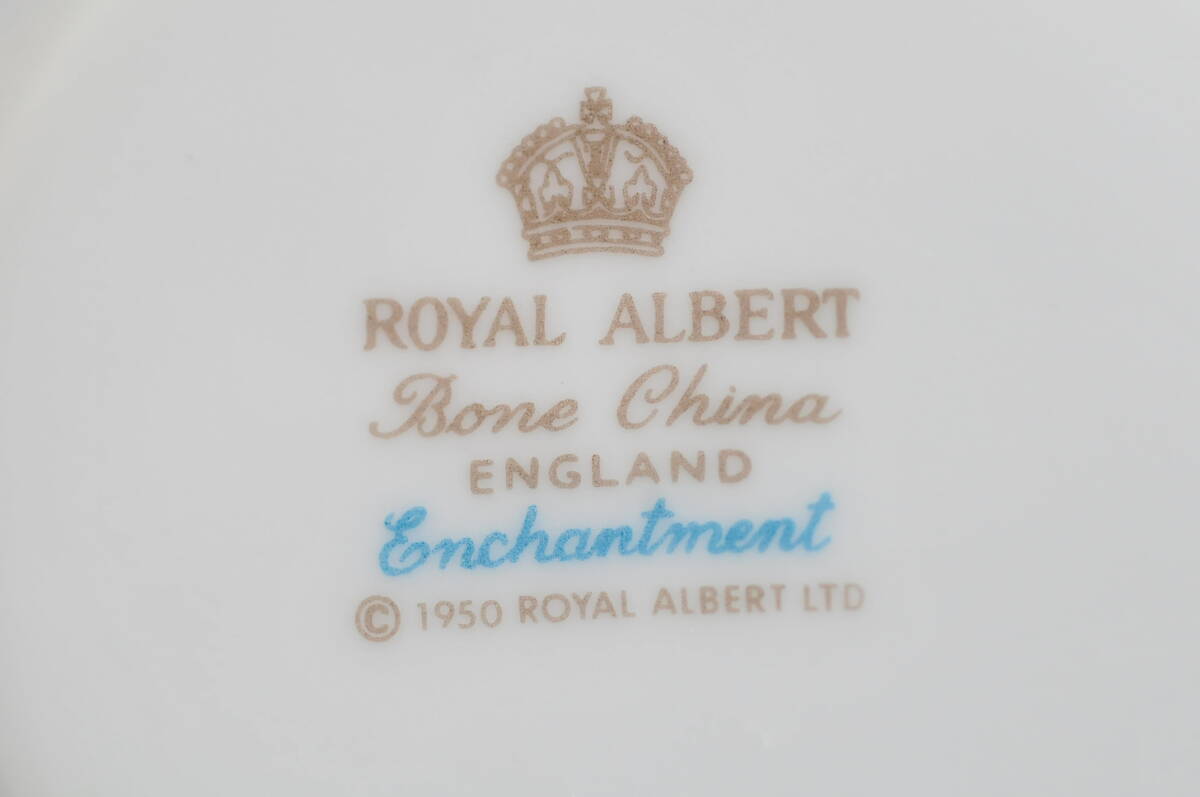 ROYAL ALBERT
Bone China
ENGLAND
Enchantment
© 1950 ROYAL ALBERT LTD